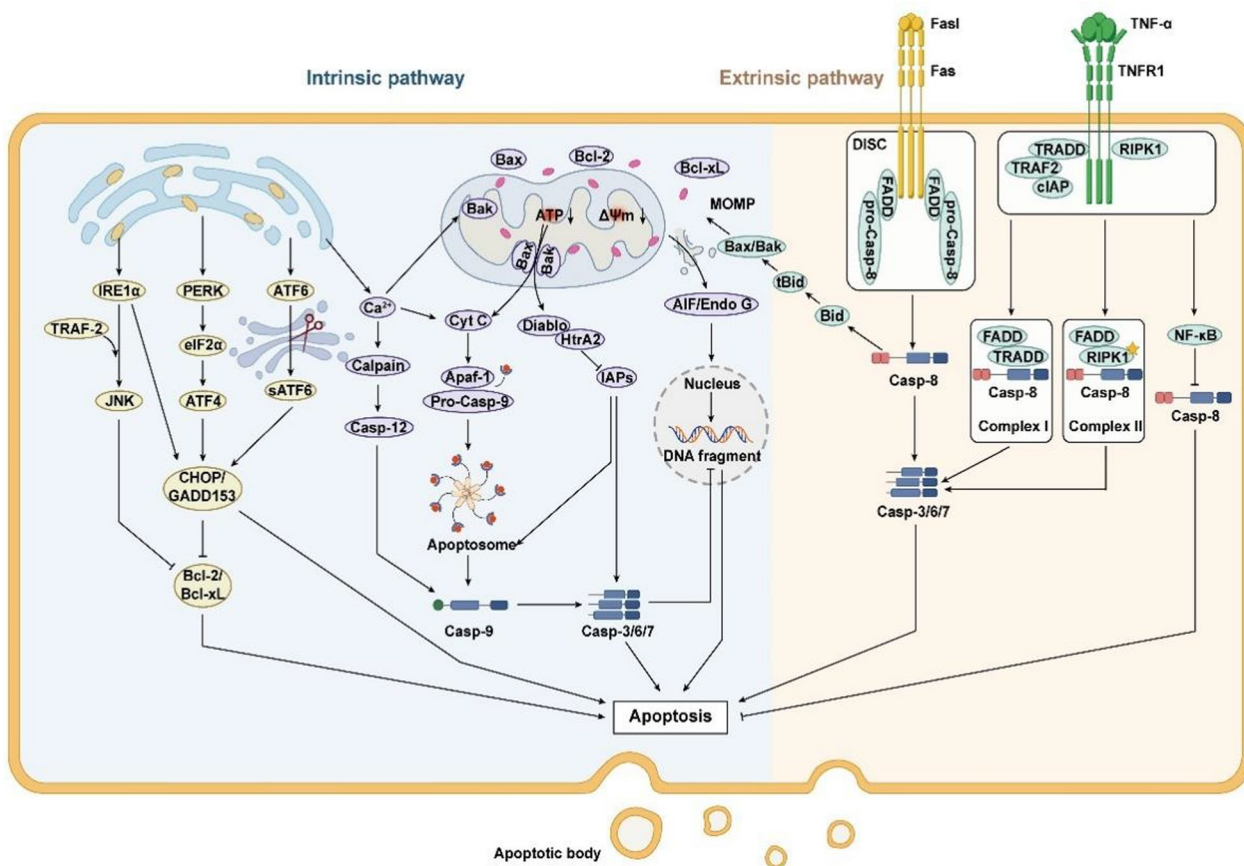 Intrinsic pathway
Extrinsic pathway
Fasl
Fas
TNF-α
TNFR1
IRE1α
TRAF-2
JNK
PERK
eIF2α
ATF4
ATF6
sATF6
CHOP/
GADD153
Bcl-2/
Bcl-xL
Ca²⁺
Calpain
Casp-12
Bax
Bcl-2
Bcl-xL
Bak
ATP
ΔΨm
Bax
Bak
MOMP
Cyt C
Apaf-1
Pro-Casp-9
Apoptosome
Casp-9
Diablo
HtrA2
IAPs
Casp-3/6/7
AIF/Endo G
Nucleus
DNA fragment
Bax/Bak
tBid
Bid
DISC
FADD
FADD
pro-Casp-8
pro-Casp-8
Casp-8
Casp-3/6/7
TRADD
TRAF2
cIAP
RIPK1
FADD
TRADD
Casp-8
Complex I
FADD
RIPK1
Casp-8
Complex II
NF-κB
Casp-8
Apoptosis
Apoptotic body